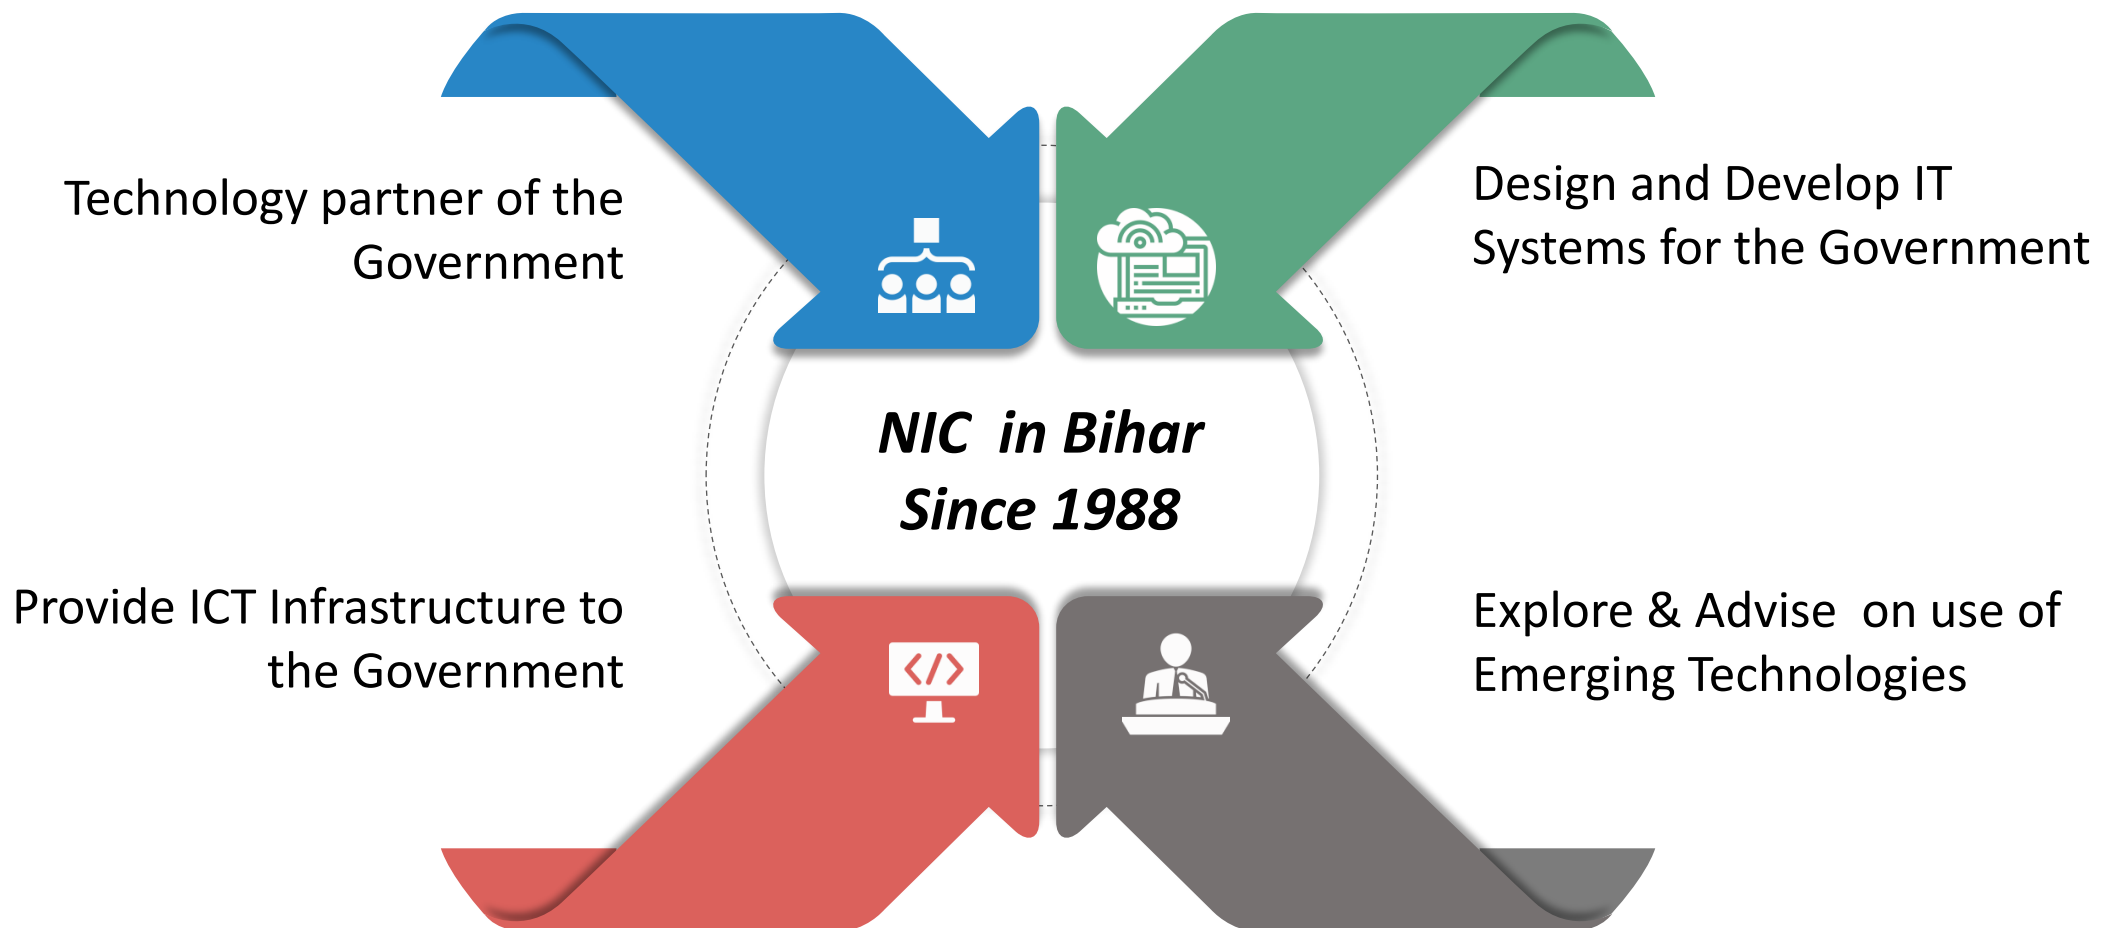 Technology partner of the
Government
Design and Develop IT
Systems for the Government
NIC  in Bihar
Since 1988
Provide ICT Infrastructure to
the Government
Explore & Advise  on use of
Emerging Technologies